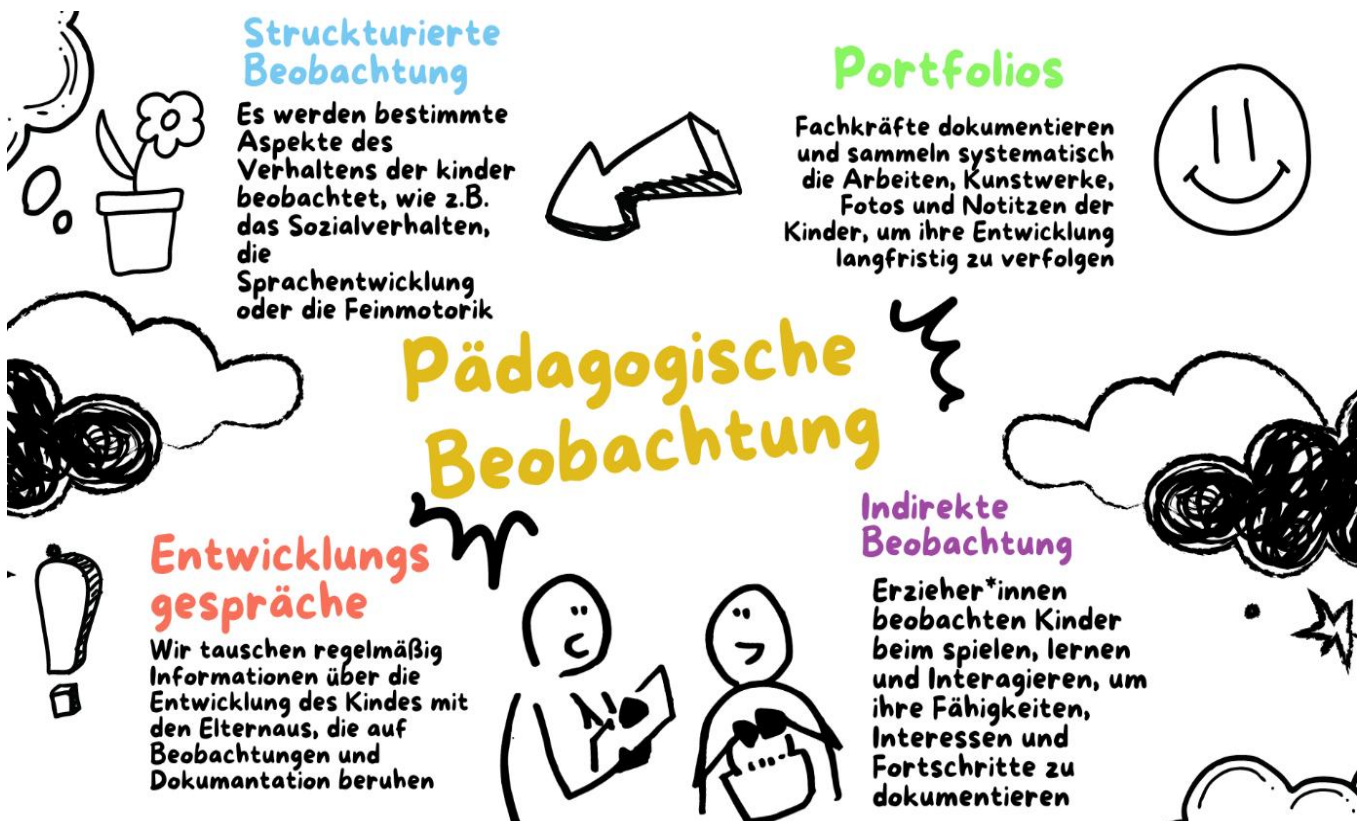 Struckturierte
Beobachtung
Es werden bestimmte
Aspekte des
Verhaltens der kinder
beobachtet, wie z.B.
das Sozialverhalten,
die
Sprachentwicklung
oder die Feinmotorik
Portfolios
Fachkräfte dokumentieren
und sammeln systematisch
die Arbeiten, Kunstwerke,
Fotos und Notitzen der
Kinder, um ihre Entwicklung
langfristig zu verfolgen
Pädagogische
Beobachtung
Entwicklungs
gespräche
Wir tauschen regelmäßig
Informationen über die
Entwicklung des Kindes mit
den Elternaus, die auf
Beobachtungen und
Dokumantation beruhen
Indirekte
Beobachtung
Erzieher*innen
beobachten Kinder
beim spielen, lernen
und Interagieren, um
ihre Fähigkeiten,
Interessen und
Fortschritte zu
dokumentieren